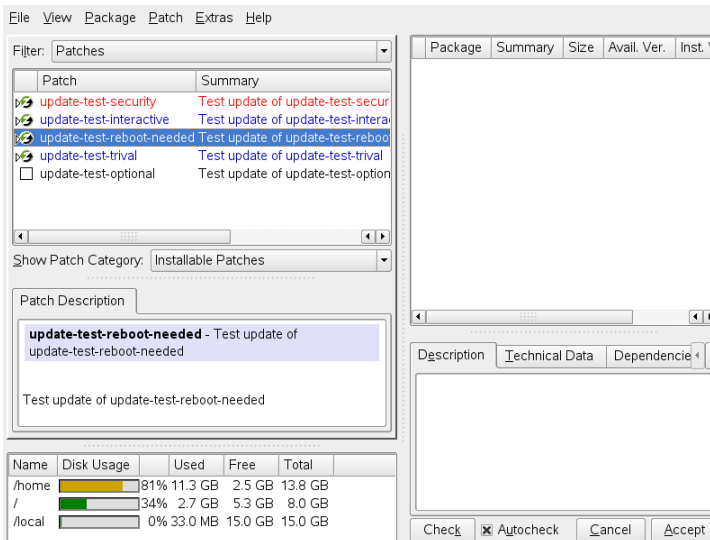 File View Package Patch Extras Help
Filter: Patches
Patch Summary
update-test-security Test update of update-test-secur
update-test-interactive Test update of update-test-intera
update-test-reboot-needed Test update of update-test-reboot
update-test-trival Test update of update-test-trival
update-test-optional Test update of update-test-option
Show Patch Category: Installable Patches
Patch Description
update-test-reboot-needed - Test update of
update-test-reboot-needed
Test update of update-test-reboot-needed
Name Disk Usage Used Free Total
/home 81% 11.3 GB 2.5 GB 13.8 GB
/ 34% 2.7 GB 5.3 GB 8.0 GB
/local 0% 33.0 MB 15.0 GB 15.0 GB
Package Summary Size Avail. Ver. Inst.
Description Technical Data Dependencie
Check Autocheck Cancel Accept